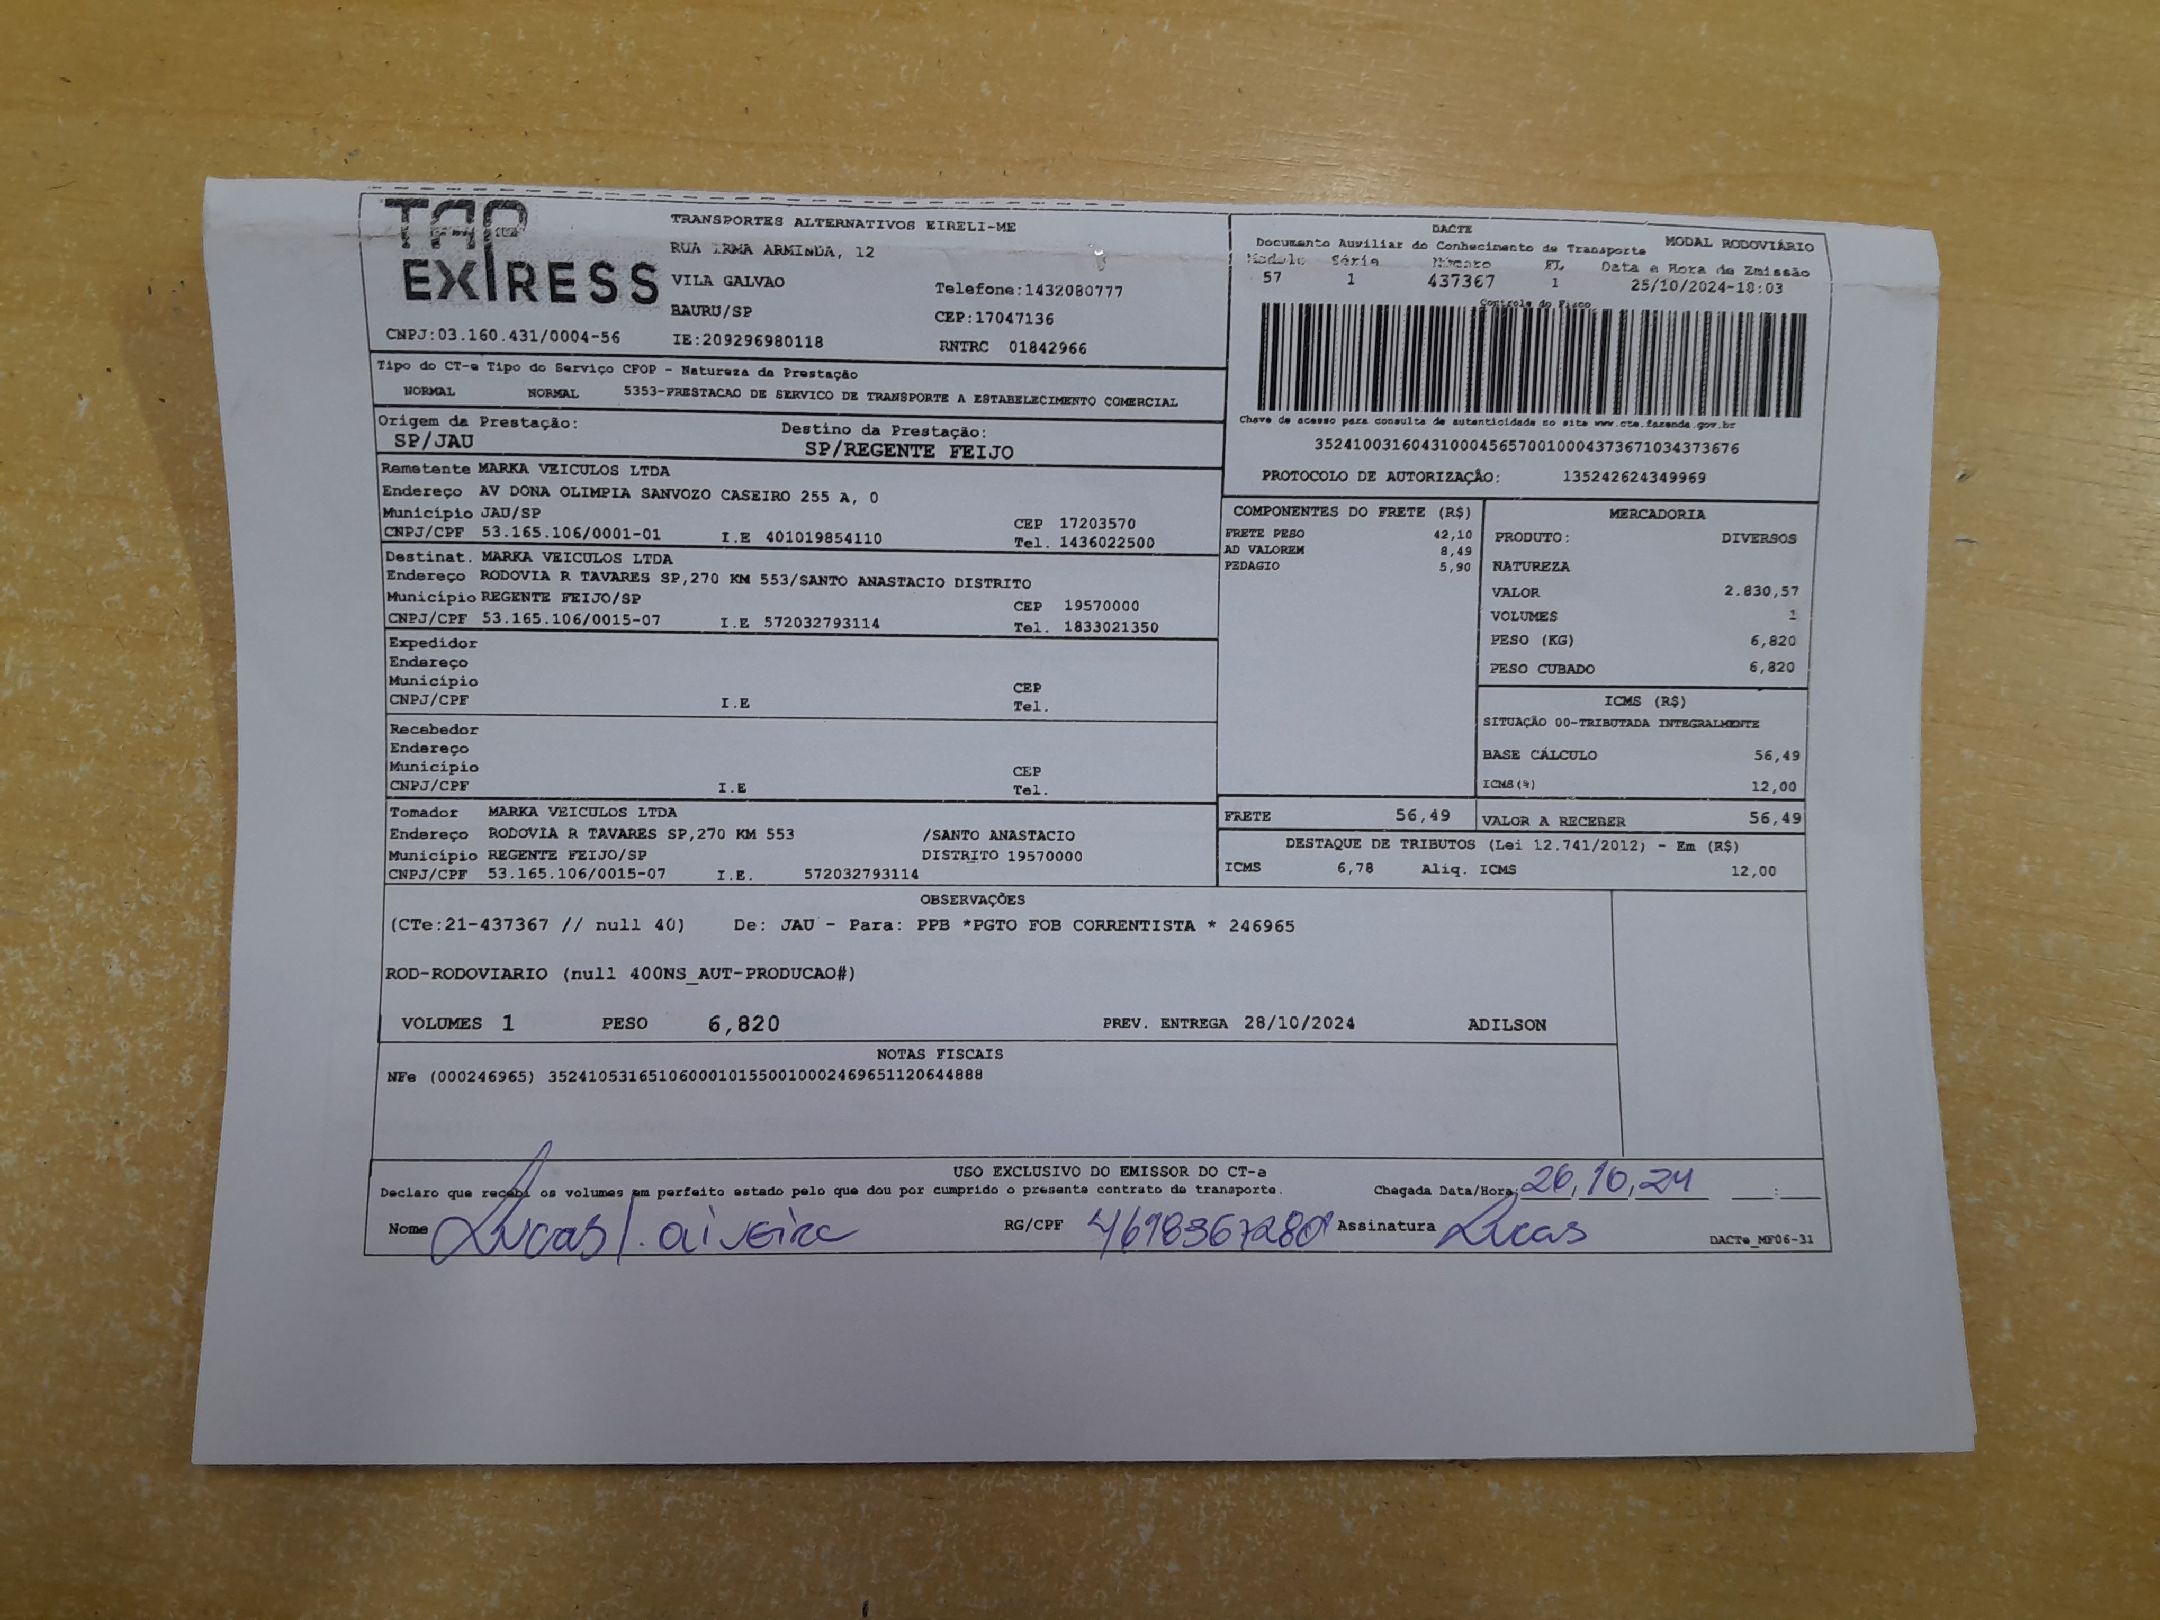 TAP
EXPRESS
CNPJ:03.160.431/0004-56
TRANSPORTES ALTERNATIVOS EIRELI-ME
RUA IRMA ARMINDA, 12
VILA GALVAO
Telefone:1432080777
BAURU/SP
CEP:17047136
IE:209296980118
RNTRC 01842966
DACTE
Documento Auxiliar do Conhecimento de Transporte MODAL RODOVIÁRIO
Modelo Série Número FL Data e Hora de Emissão
57 1 437367 1 25/10/2024-18:03
Controle do Fisco
Chave de acesso para consulta de autenticidade no site www.cte.fazenda.gov.br
35241003160431000456570010004373671034373676
PROTOCOLO DE AUTORIZAÇÃO: 135242624349969
Tipo do CT-e Tipo do Serviço CFOP - Natureza da Prestação
NORMAL NORMAL 5353-PRESTACAO DE SERVICO DE TRANSPORTE A ESTABELECIMENTO COMERCIAL
Origem da Prestação: Destino da Prestação:
SP/JAU SP/REGENTE FEIJO
Remetente MARKA VEICULOS LTDA
Endereço AV DONA OLIMPIA SANVOZO CASEIRO 255 A, 0
Município JAU/SP CEP 17203570
CNPJ/CPF 53.165.106/0001-01 I.E 401019854110 Tel. 1436022500
Destinat. MARKA VEICULOS LTDA
Endereço RODOVIA R TAVARES SP,270 KM 553/SANTO ANASTACIO DISTRITO
Município REGENTE FEIJO/SP CEP 19570000
CNPJ/CPF 53.165.106/0015-07 I.E 572032793114 Tel. 1833021350
Expedidor
Endereço
Município CEP
CNPJ/CPF I.E Tel.
Recebedor
Endereço
Município CEP
CNPJ/CPF I.E Tel.
Tomador MARKA VEICULOS LTDA
Endereço RODOVIA R TAVARES SP,270 KM 553 /SANTO ANASTACIO
Município REGENTE FEIJO/SP DISTRITO 19570000
CNPJ/CPF 53.165.106/0015-07 I.E. 572032793114
COMPONENTES DO FRETE (R$)
FRETE PESO 42,10
AD VALOREM 8,49
PEDAGIO 5,90
MERCADORIA
PRODUTO: DIVERSOS
NATUREZA
VALOR 2.830,57
VOLUMES 1
PESO (KG) 6,820
PESO CUBADO 6,820
ICMS (R$)
SITUAÇÃO 00-TRIBUTADA INTEGRALMENTE
BASE CÁLCULO 56,49
ICMS(%) 12,00
FRETE 56,49 VALOR A RECEBER 56,49
DESTAQUE DE TRIBUTOS (Lei 12.741/2012) - Em (R$)
ICMS 6,78 Aliq. ICMS 12,00
OBSERVAÇÕES
(CTe:21-437367 // null 40) De: JAU - Para: PPB *PGTO FOB CORRENTISTA * 246965
ROD-RODOVIARIO (null 400NS_AUT-PRODUCAO#)
VOLUMES 1 PESO 6,820 PREV. ENTREGA 28/10/2024 ADILSON
NOTAS FISCAIS
NFe (000246965) 35241053165106000101550010002469651120644888
USO EXCLUSIVO DO EMISSOR DO CT-e
Declaro que recebi os volumes em perfeito estado pelo que dou por cumprido o presente contrato de transporte. Chegada Data/Hora 26,10,24 __:__
Nome Lucas RG/CPF Assinatura Lucas
DACTe_MF06-31